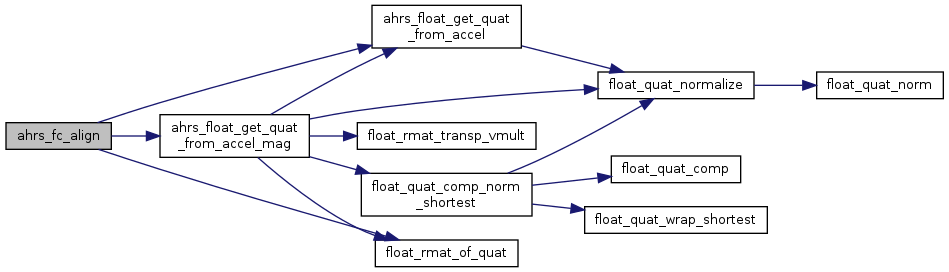 ahrs_fc_align
ahrs_float_get_quat
_from_accel_mag
ahrs_float_get_quat
_from_accel
float_rmat_transp_vmult
float_quat_comp_norm
_shortest
float_rmat_of_quat
float_quat_normalize
float_quat_comp
float_quat_wrap_shortest
float_quat_norm